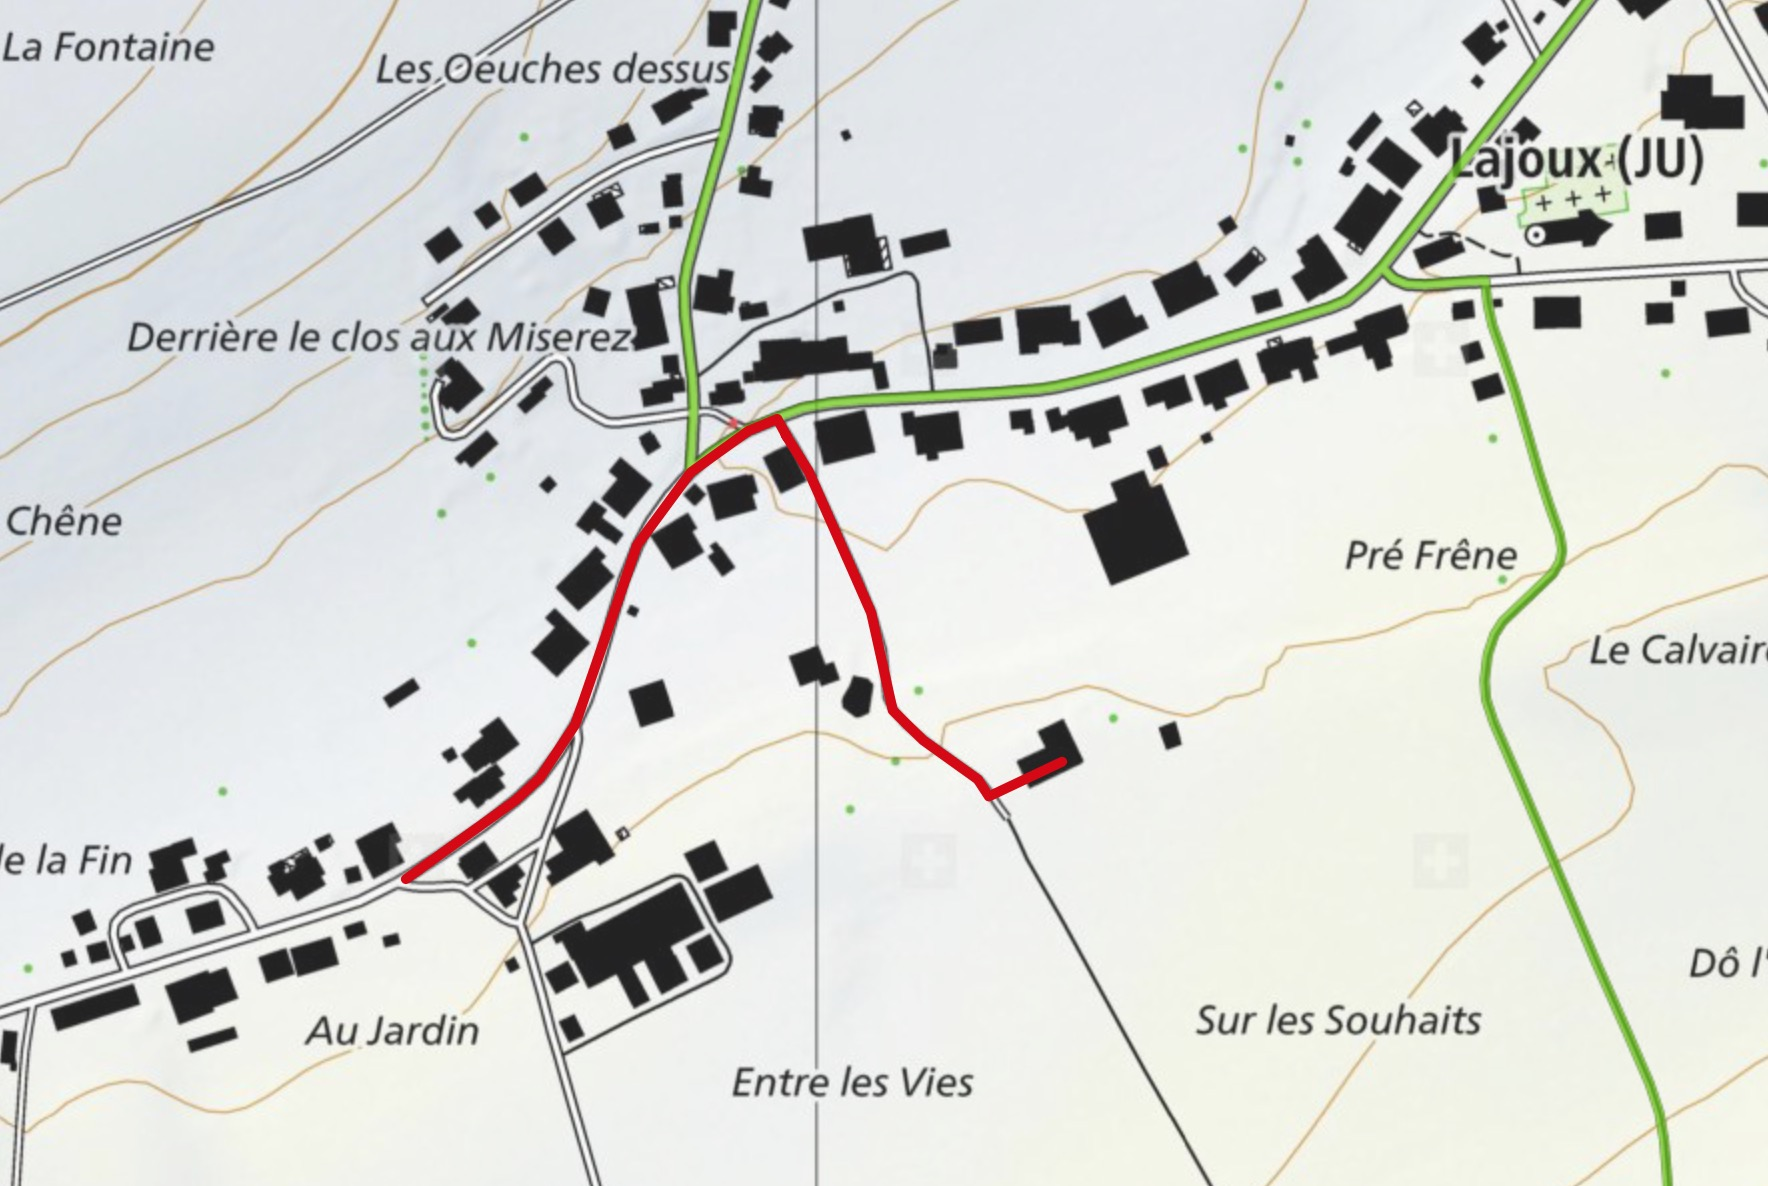 La Fontaine
Les Oeuches dessus
Lajoux (JU)
Derrière le clos aux Miserez
Chêne
Pré Frêne
Le Calvaire
de la Fin
Dô l'
Sur les Souhaits
Au Jardin
Entre les Vies